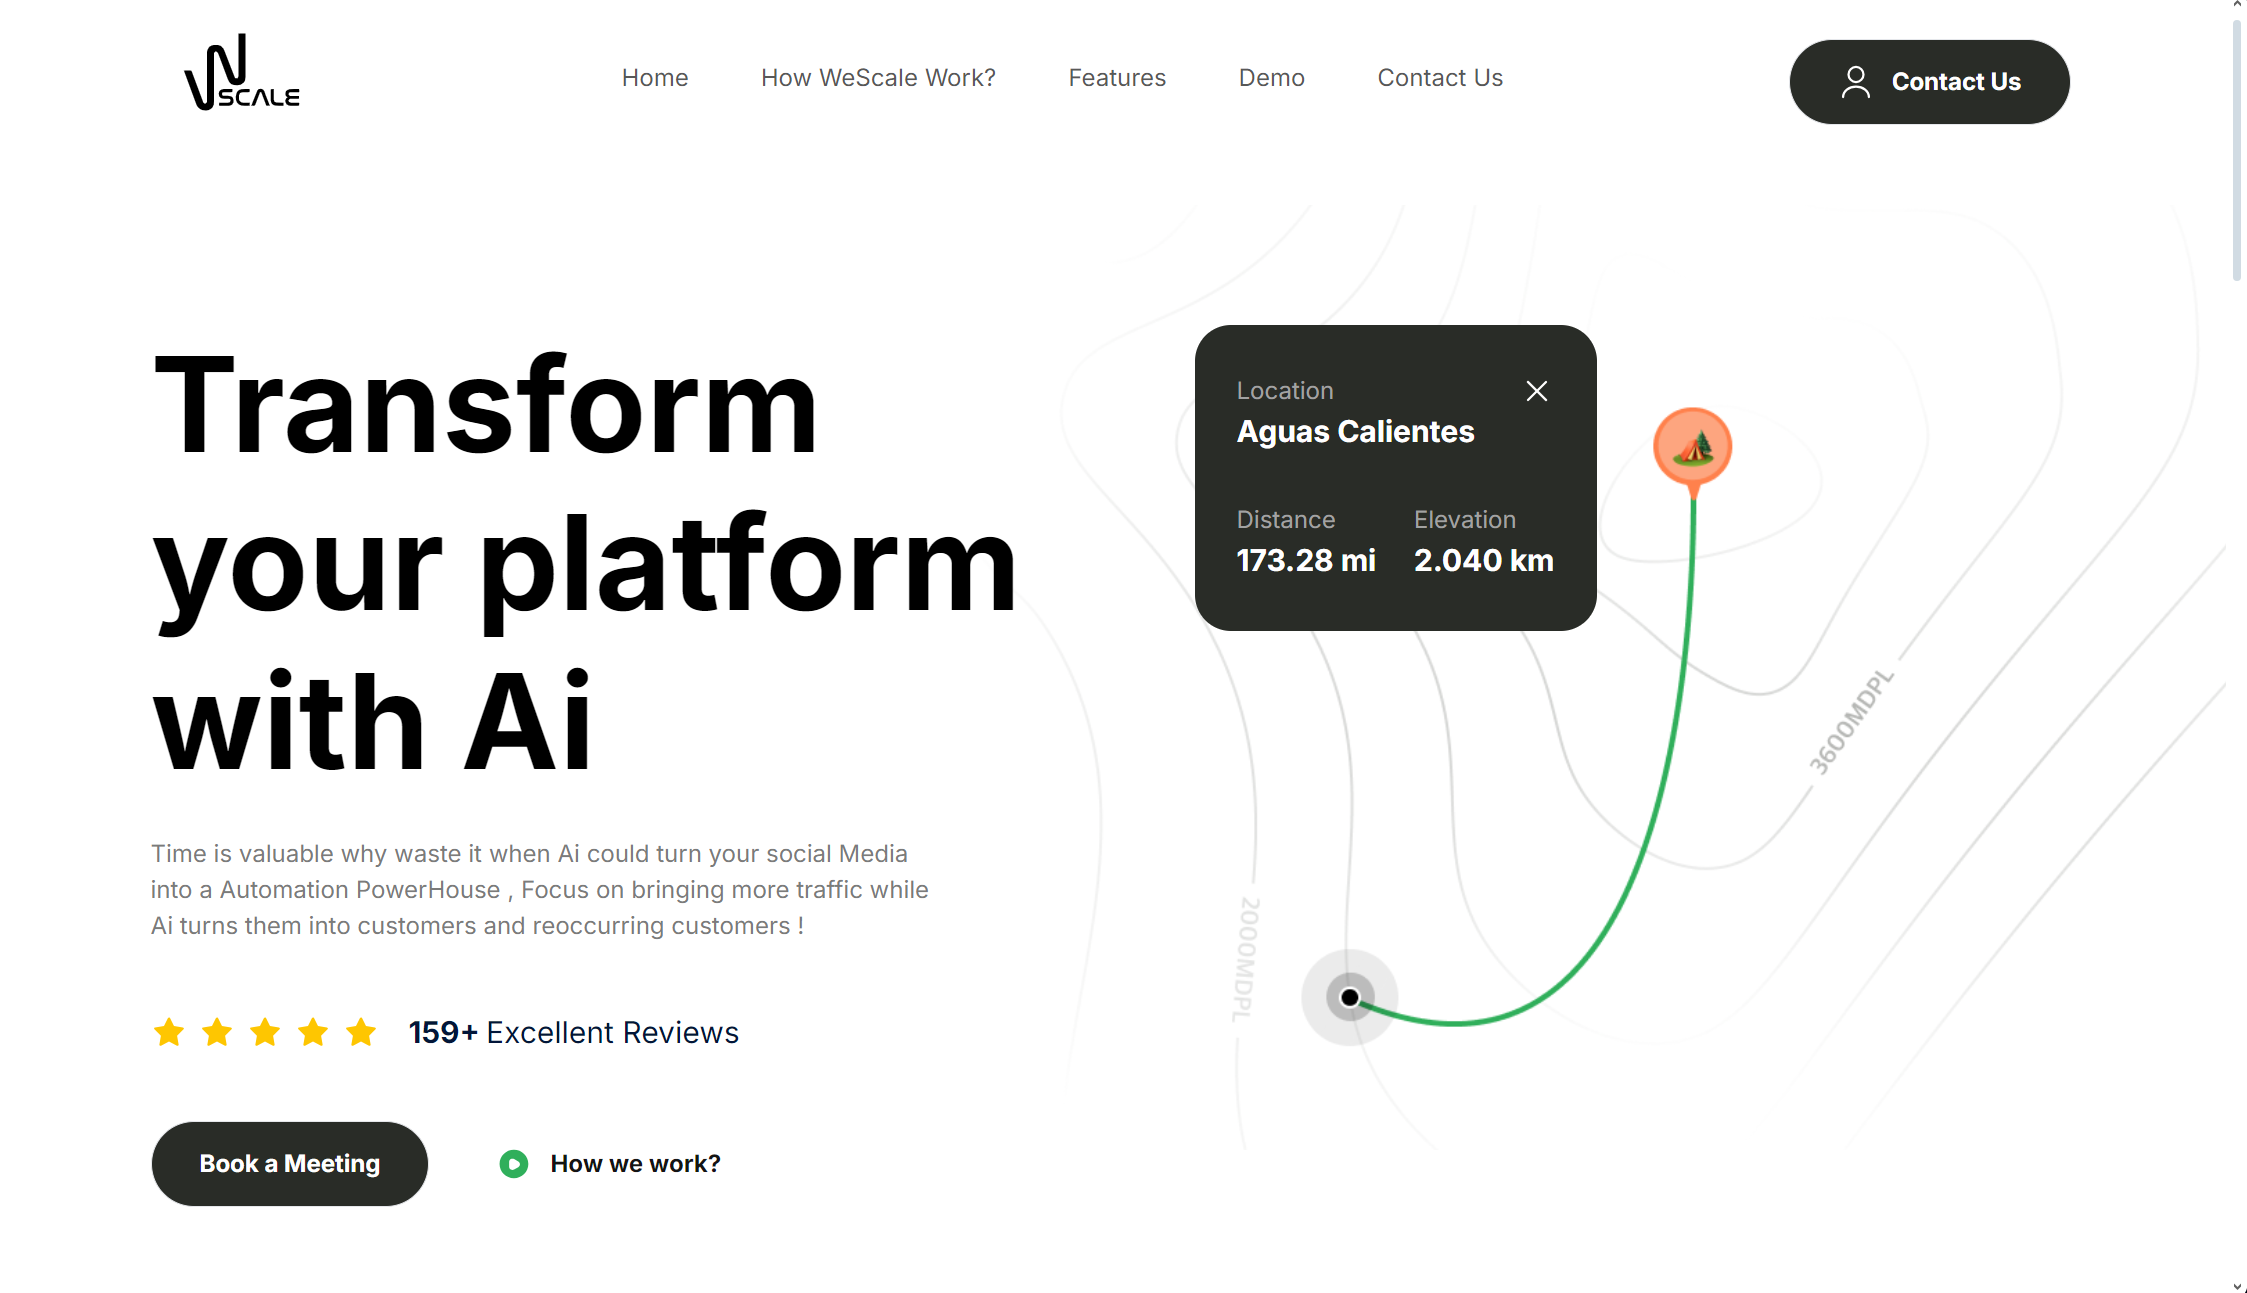 SCALE
Home
How WeScale Work?
Features
Demo
Contact Us
Contact Us
Transform
your platform
with Ai
Time is valuable why waste it when Ai could turn your social Media
into a Automation PowerHouse , Focus on bringing more traffic while
Ai turns them into customers and reoccurring customers !
159+ Excellent Reviews
Book a Meeting
How we work?
Location
Aguas Calientes
Distance
173.28 mi
Elevation
2.040 km
3600MDPL
2000MDPL